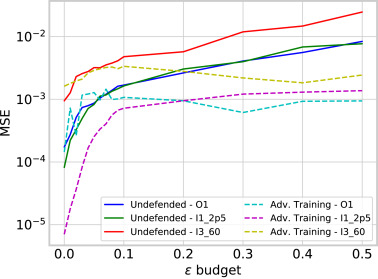 10⁻²
10⁻³
10⁻⁴
10⁻⁵
MSE
0.0 0.1 0.2 0.3 0.4 0.5
ε budget
Undefended - O1
Undefended - I1_2p5
Undefended - I3_60
Adv. Training - O1
Adv. Training - I1_2p5
Adv. Training - I3_60